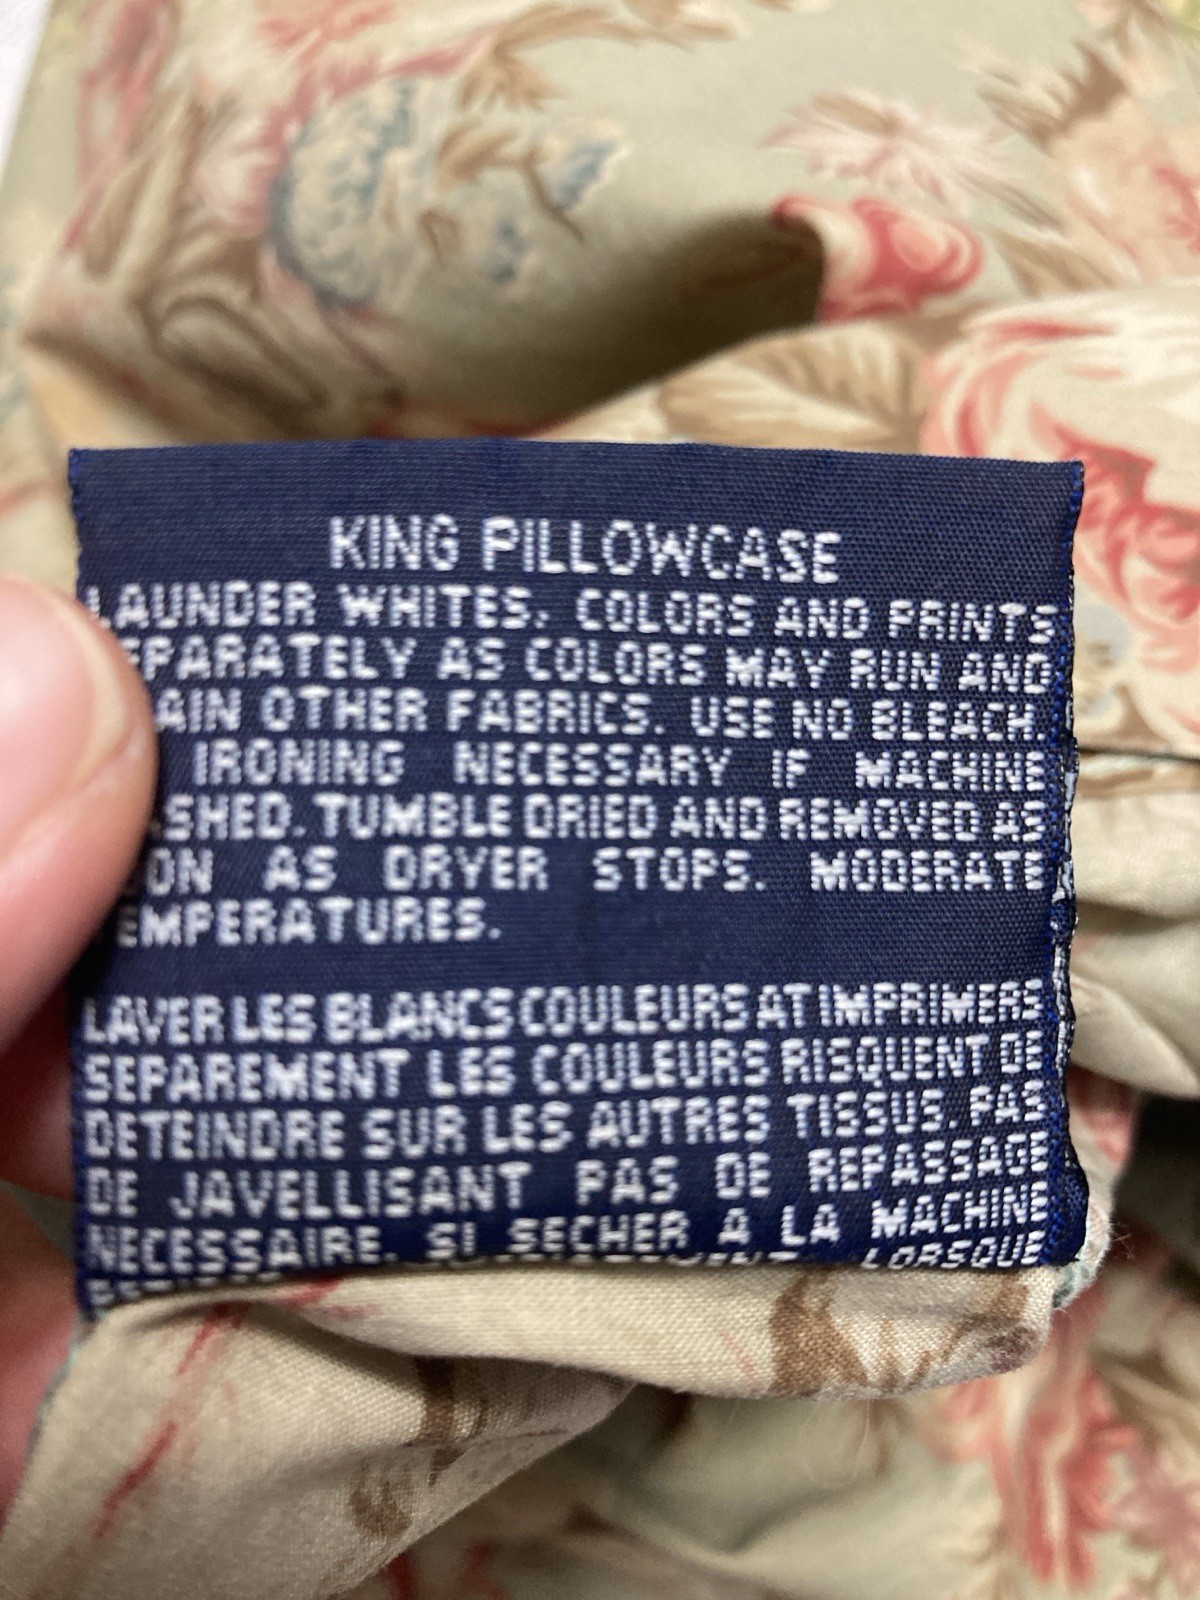 KING PILLOWCASE
LAUNDER WHITES, COLORS AND PRINTS
EPARATELY AS COLORS MAY RUN AND
AIN OTHER FABRICS. USE NO BLEACH.
IRONING NECESSARY IF MACHINE
SHED. TUMBLE DRIED AND REMOVED AS
ON AS DRYER STOPS. MODERATE
EMPERATURES.
LAVER LES BLANCS COULEURS AT IMPRIMERS
SEPAREMENT LES COULEURS RISQUENT DE
DETEINDRE SUR LES AUTRES TISSUS. PAS
DE JAVELLISANT PAS DE REPASSAGE
NECESSAIRE. SI SECHER A LA MACHINE
LORSQUE